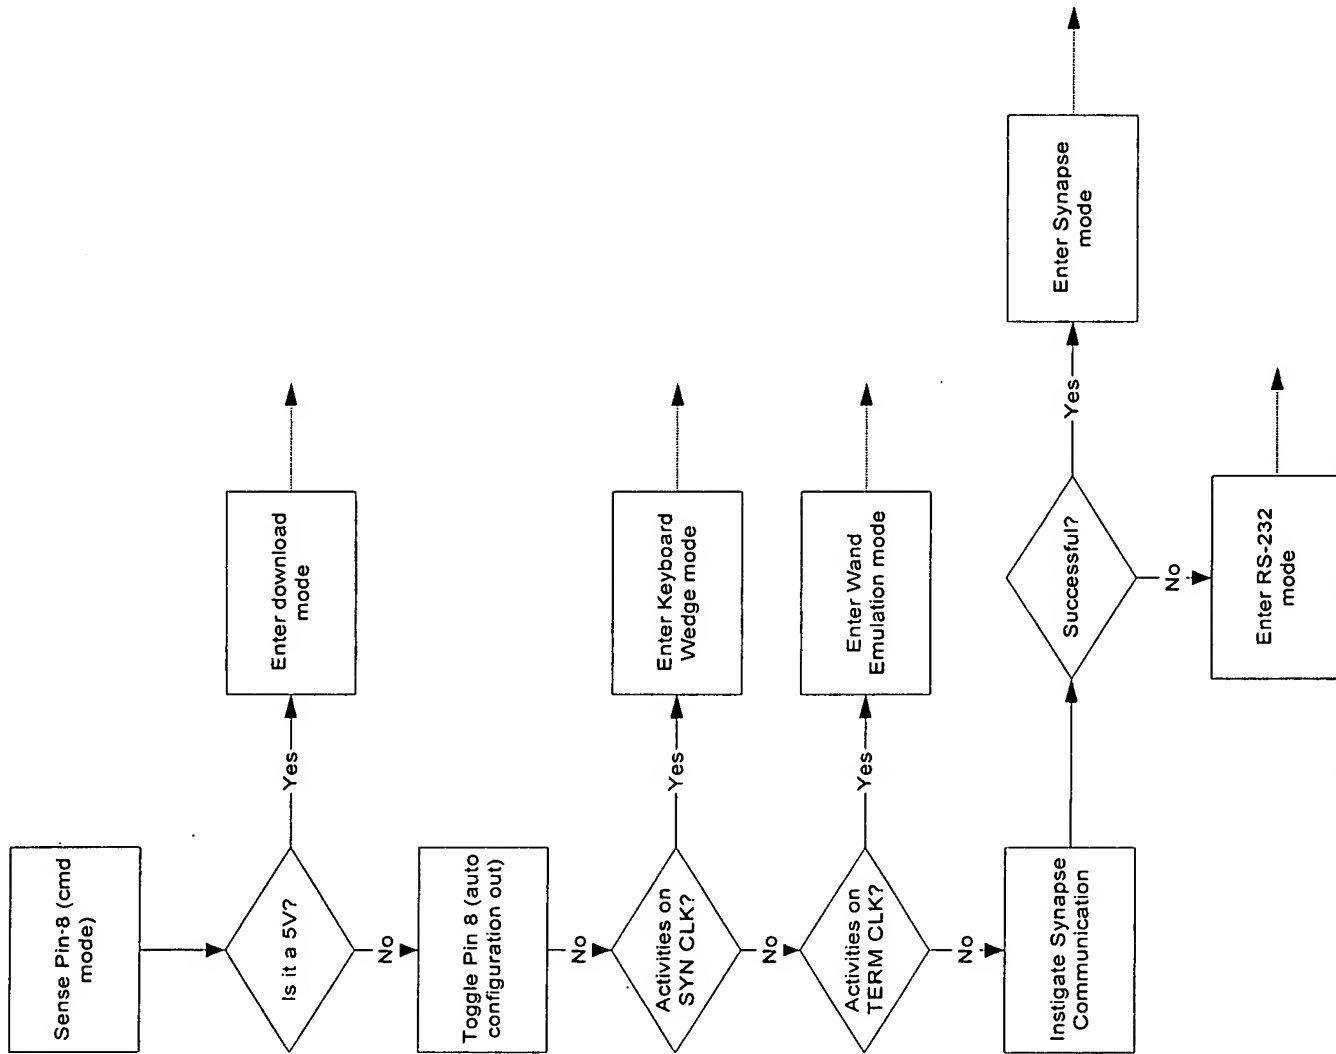 Sense Pin-8 (cmd
mode)
Is it a 5V?
Yes
Enter download
mode
No
Toggle Pin 8 (auto
configuration out)
No
Activities on
SYN CLK?
Yes
Enter Keyboard
Wedge mode
No
Activities on
TERM CLK?
Yes
Enter Wand
Emulation mode
No
Instigate Synapse
Communication
Successful?
Yes
Enter Synapse
mode
No
Enter RS-232
mode